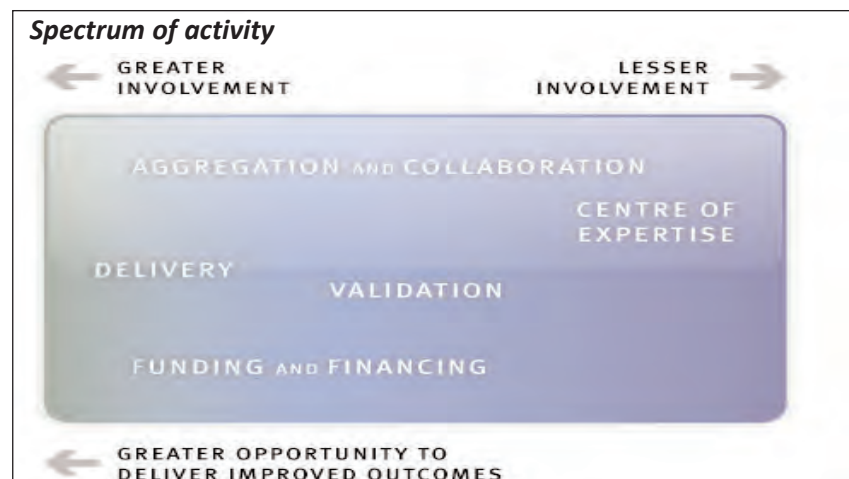 Spectrum of activity
GREATER
INVOLVEMENT
LESSER
INVOLVEMENT
AGGREGATION AND COLLABORATION
CENTRE OF
EXPERTISE
DELIVERY
VALIDATION
FUNDING AND FINANCING
GREATER OPPORTUNITY TO
DELIVER IMPROVED OUTCOMES